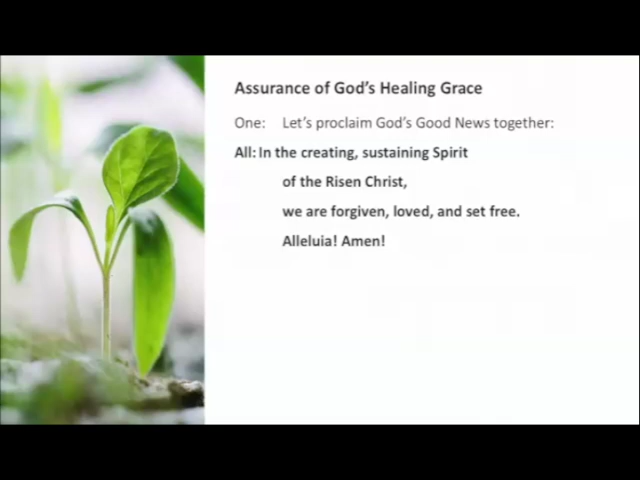 Assurance of God's Healing Grace
One: Let's proclaim God's Good News together:
All: In the creating, sustaining Spirit
of the Risen Christ,
we are forgiven, loved, and set free.
Alleluia! Amen!